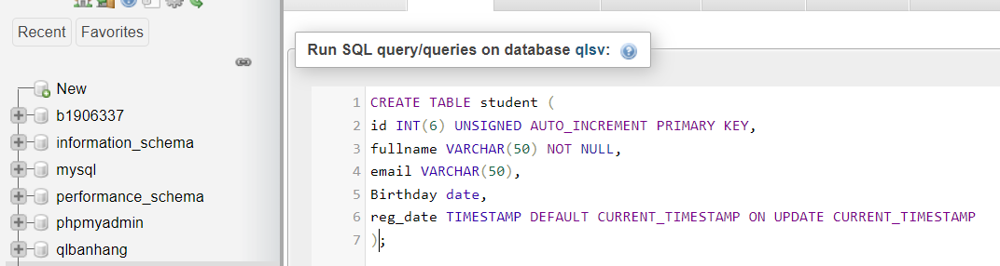 Recent
Favorites
New
b1906337
information_schema
mysql
performance_schema
phpmyadmin
qlbanhang
Run SQL query/queries on database qlsv:
1 CREATE TABLE student (
2 id INT(6) UNSIGNED AUTO_INCREMENT PRIMARY KEY,
3 fullname VARCHAR(50) NOT NULL,
4 email VARCHAR(50),
5 Birthday date,
6 reg_date TIMESTAMP DEFAULT CURRENT_TIMESTAMP ON UPDATE CURRENT_TIMESTAMP
7 );